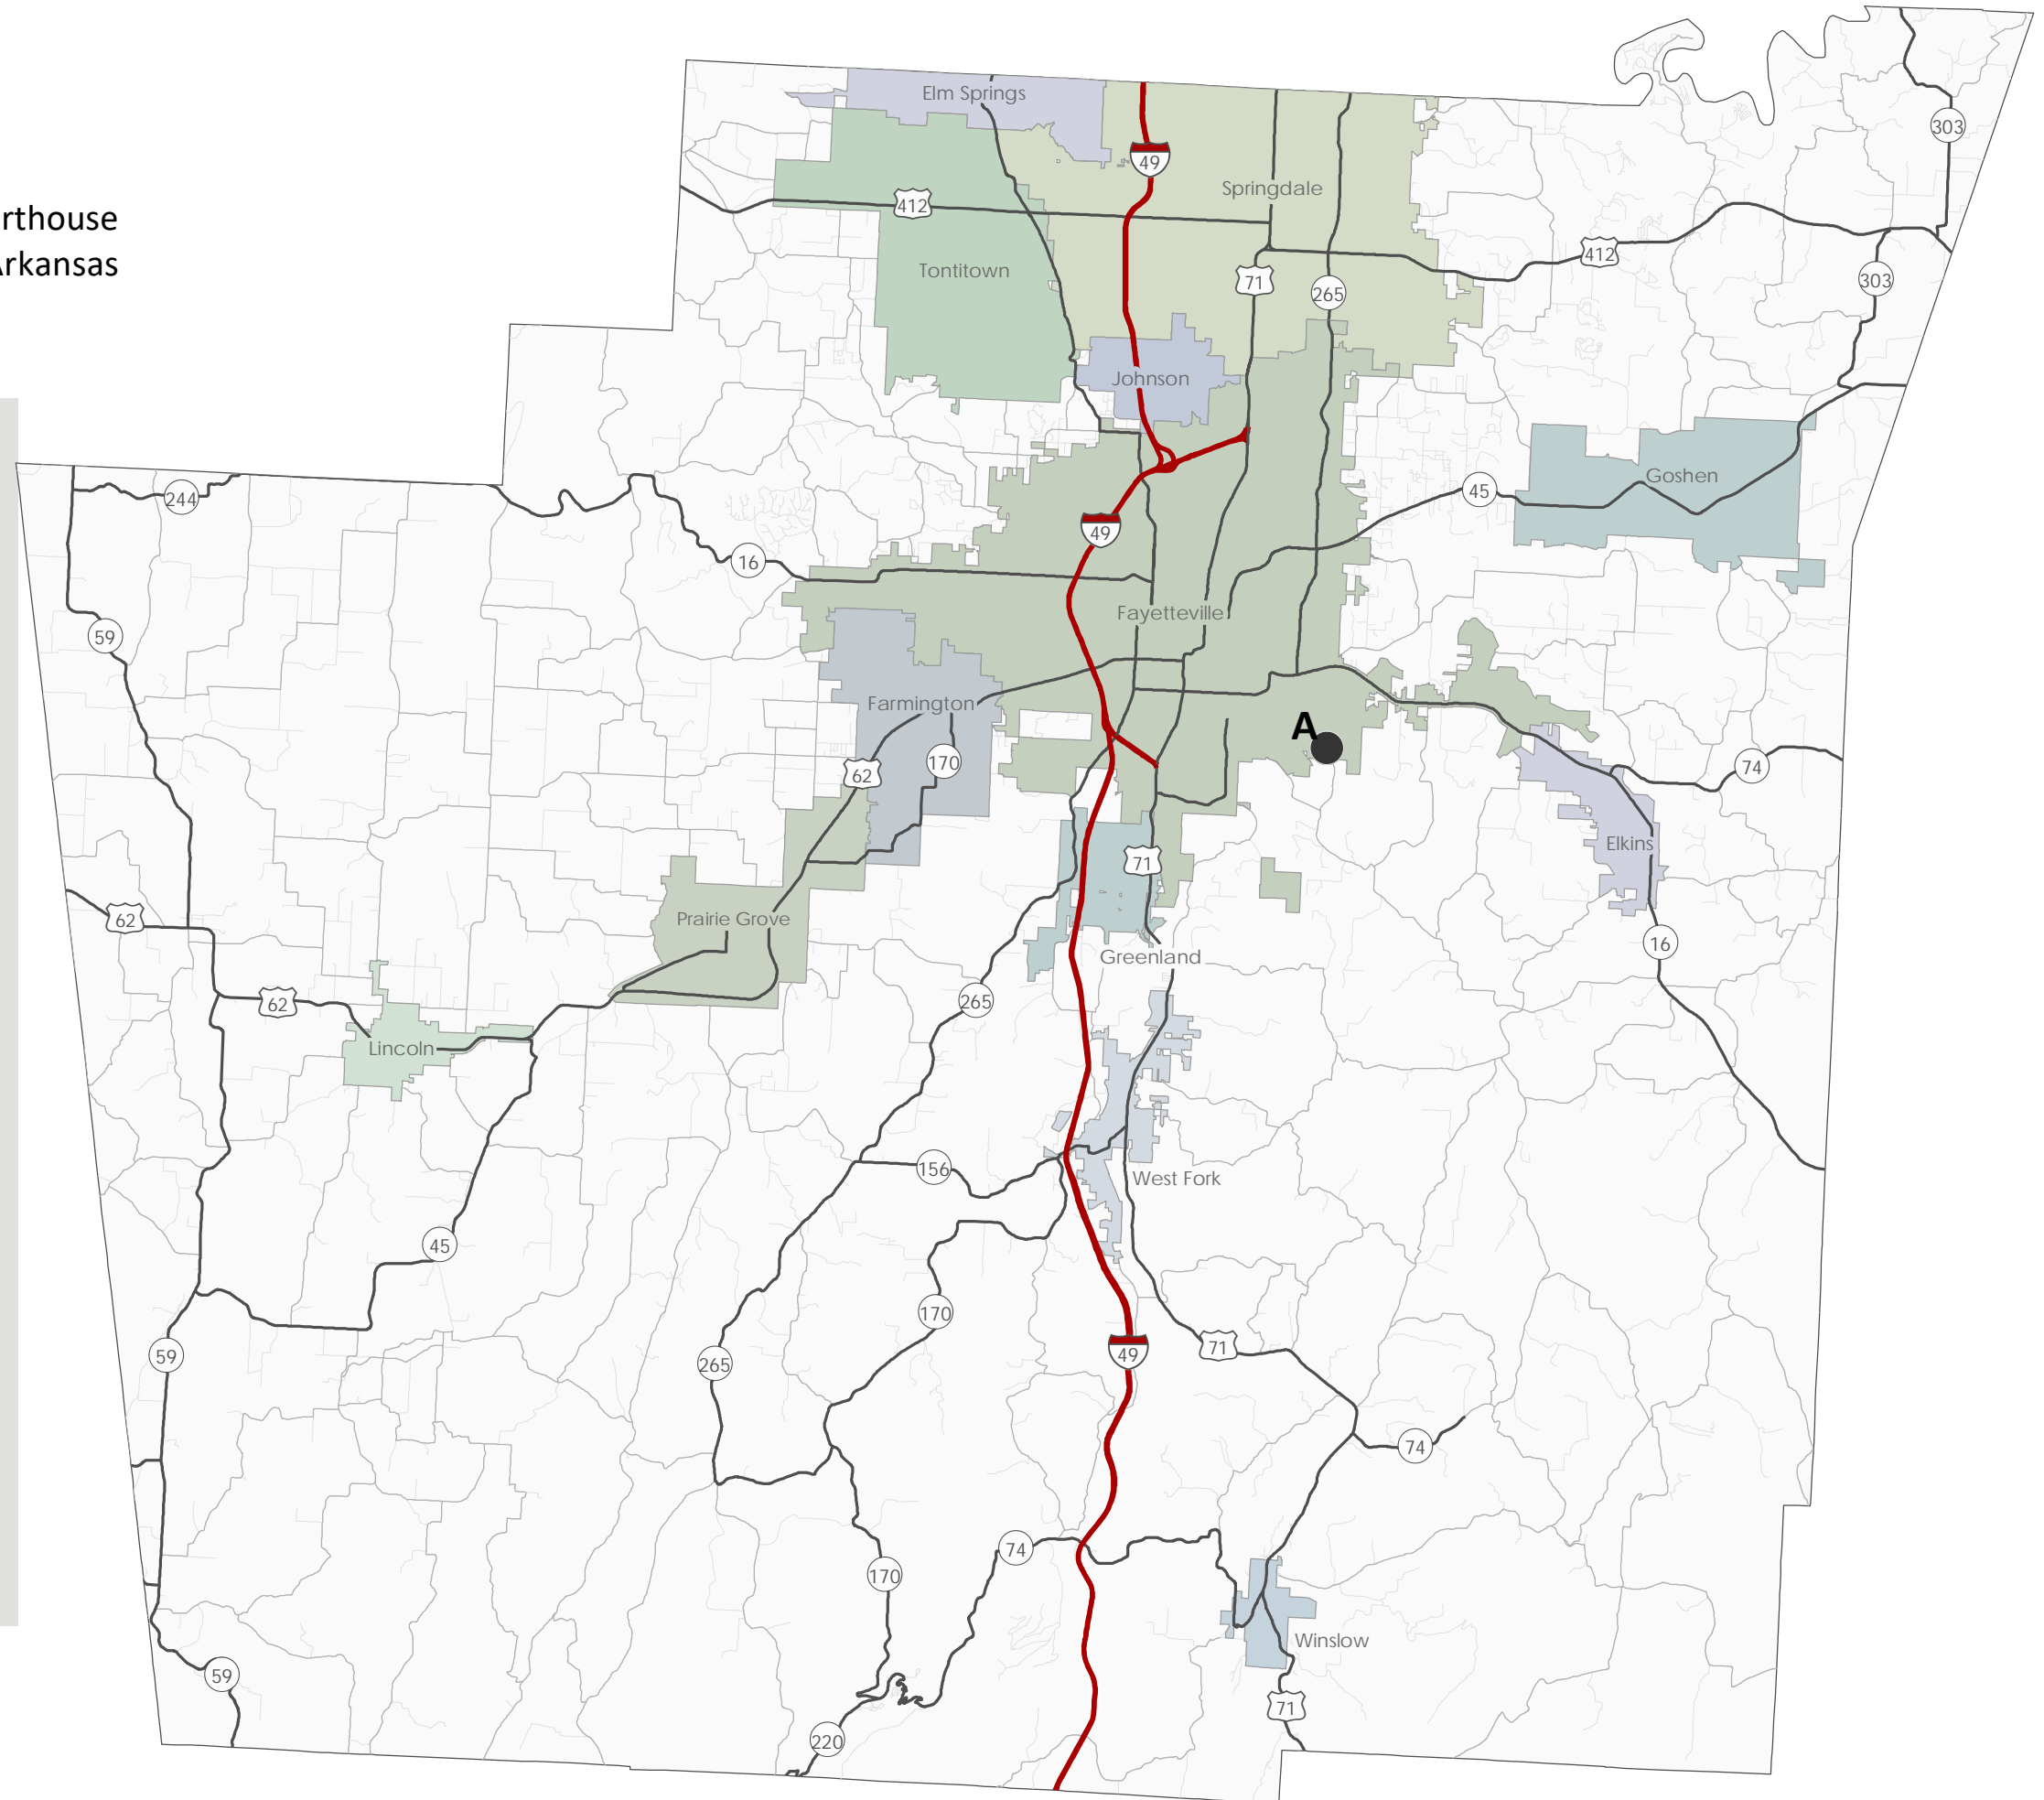 Elm Springs
303
49
Springdale
412
rthouse
Arkansas
412
Tontitown
71
303
265
Johnson
Goshen
45
244
49
16
Fayetteville
59
Farmington
A
62
170
74
Elkins
71
62
Prairie Grove
16
Greenland
62
265
Lincoln
156
West Fork
45
170
59
265
49
71
74
74
170
Winslow
59
71
220